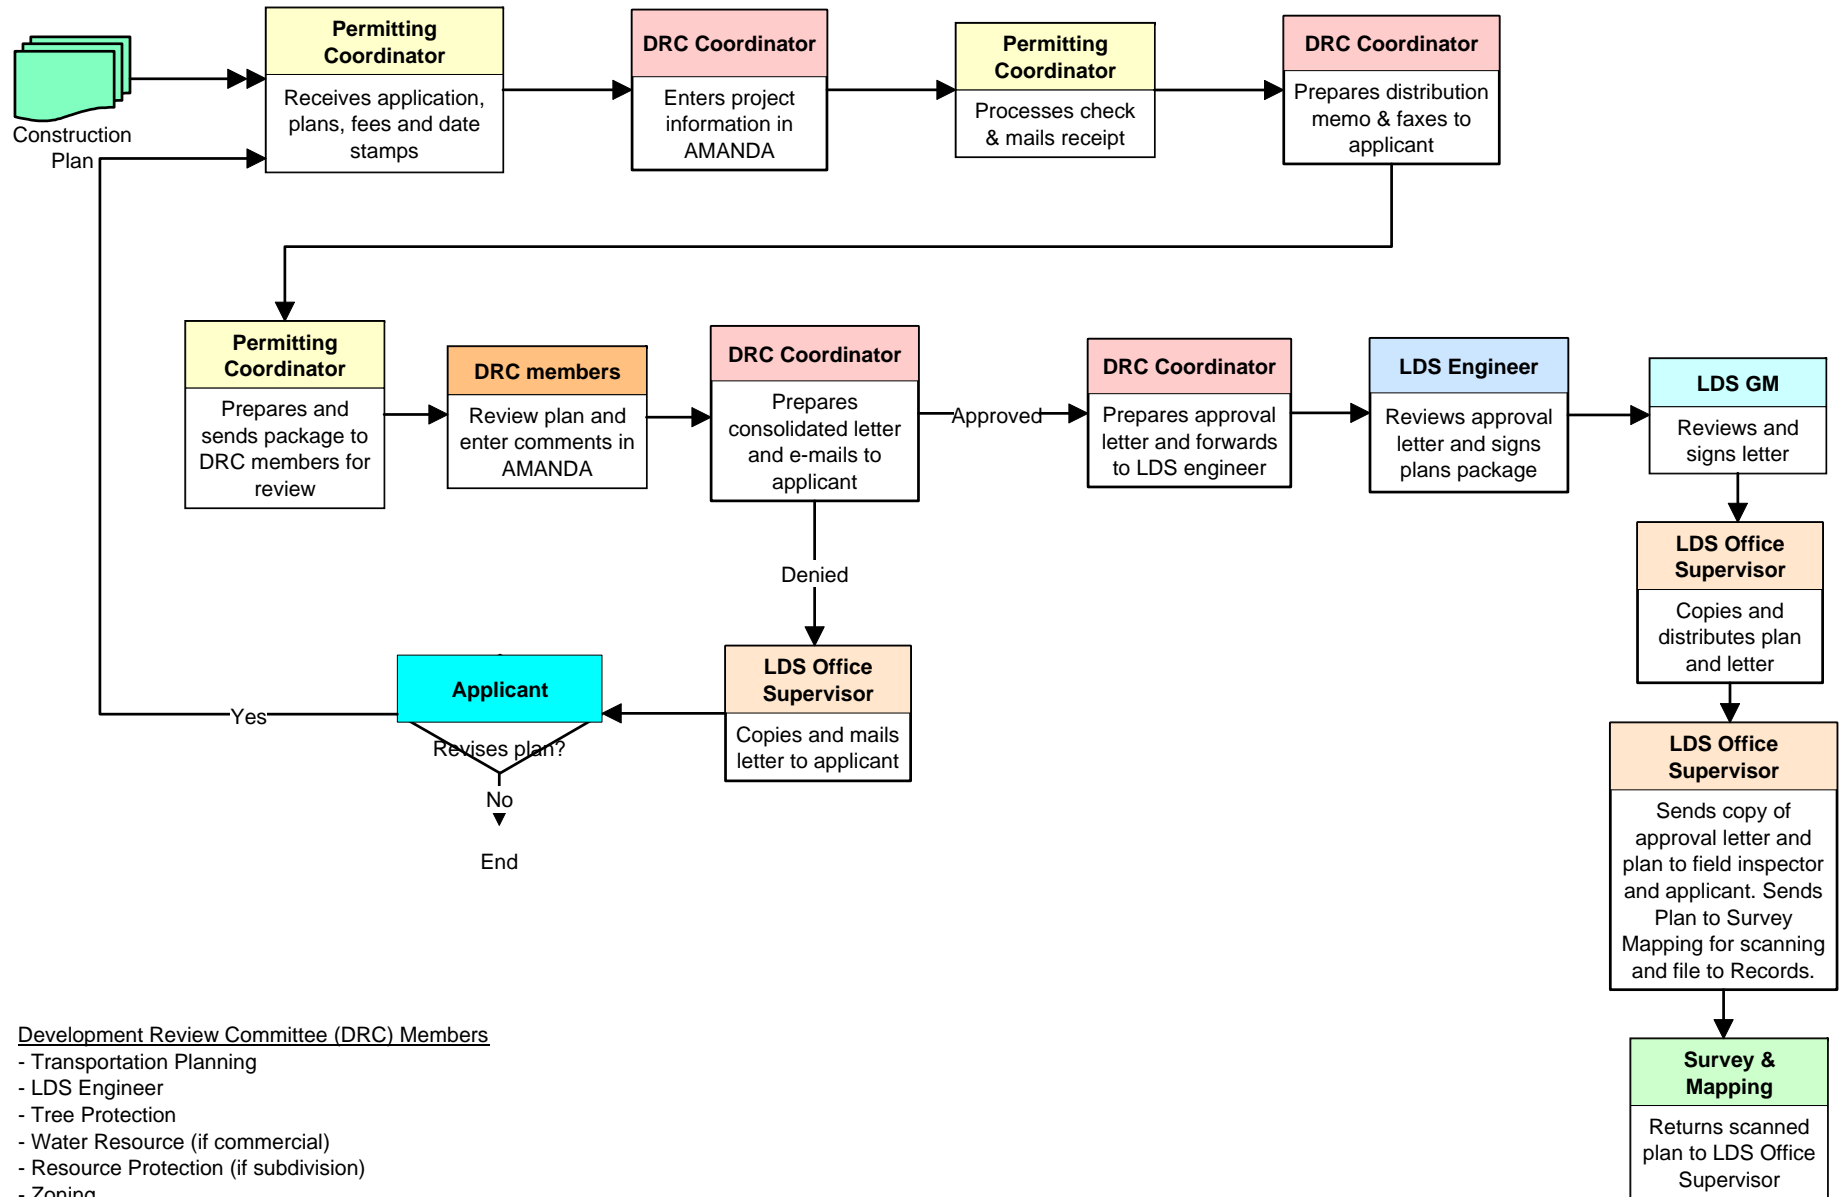 Construction
Plan
Permitting
Coordinator
Receives application,
plans, fees and date
stamps
DRC Coordinator
Enters project
information in
AMANDA
Permitting
Coordinator
Processes check
& mails receipt
DRC Coordinator
Prepares distribution
memo & faxes to
applicant
Permitting
Coordinator
Prepares and
sends package to
DRC members for
review
DRC members
Review plan and
enter comments in
AMANDA
DRC Coordinator
Prepares
consolidated letter
and e-mails to
applicant
Approved
DRC Coordinator
Prepares approval
letter and forwards
to LDS engineer
LDS Engineer
Reviews approval
letter and signs
plans package
LDS GM
Reviews and
signs letter
LDS Office
Supervisor
Copies and
distributes plan
and letter
Denied
LDS Office
Supervisor
Copies and mails
letter to applicant
Applicant
Revises plan?
Yes
No
End
LDS Office
Supervisor
Sends copy of
approval letter and
plan to field inspector
and applicant. Sends
Plan to Survey
Mapping for scanning
and file to Records.
Survey &
Mapping
Returns scanned
plan to LDS Office
Supervisor
Development Review Committee (DRC) Members
- Transportation Planning
- LDS Engineer
- Tree Protection
- Water Resource (if commercial)
- Resource Protection (if subdivision)
- Zoning